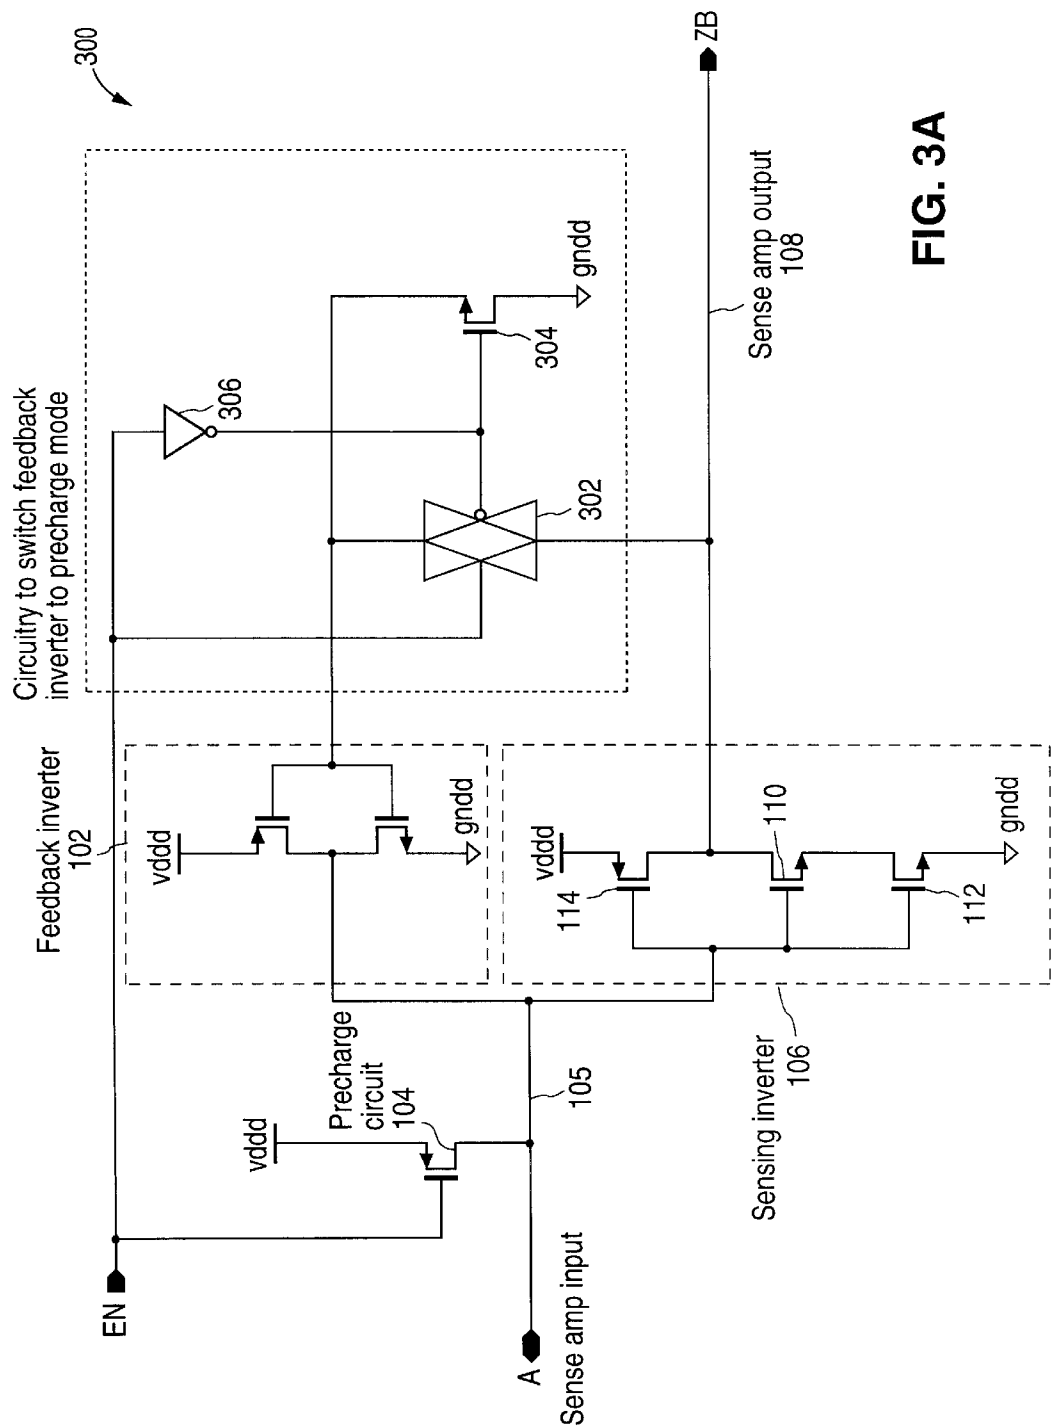 300
Circuitry to switch feedback
inverter to precharge mode
306
304
gndd
302
Feedback inverter
102
vddd
gndd
EN
vddd
Precharge
circuit
104
105
A
Sense amp input
Sensing inverter
106
vddd
114
110
112
gndd
Sense amp output
108
ZB
FIG. 3A